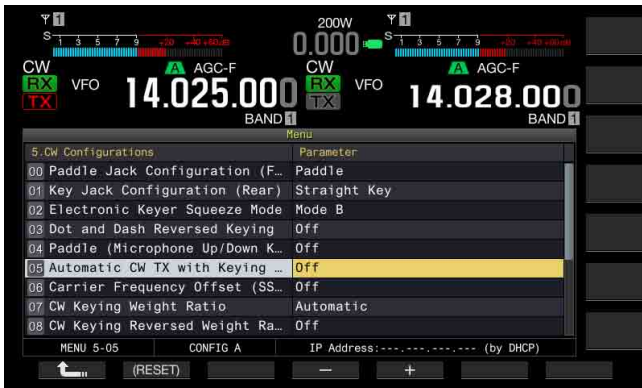 1 200W 1
S 1 3 5 7 9 +20 +40 +60dB 0.000 S 1 3 5 7 9 +20 +40 +60dB
CW A AGC-F CW A AGC-F
RX VFO 14.025.000 RX VFO 14.028.000
TX BAND 1 TX BAND 1
Menu
5.CW Configurations Parameter
00 Paddle Jack Configuration (F… Paddle
01 Key Jack Configuration (Rear) Straight Key
02 Electronic Keyer Squeeze Mode Mode B
03 Dot and Dash Reversed Keying Off
04 Paddle (Microphone Up/Down K… Off
05 Automatic CW TX with Keying … Off
06 Carrier Frequency Offset (SS… Off
07 CW Keying Weight Ratio Automatic
08 CW Keying Reversed Weight Ra… Off
MENU 5-05 CONFIG A IP Address:---.---.---.--- (by DHCP)
(RESET) − +